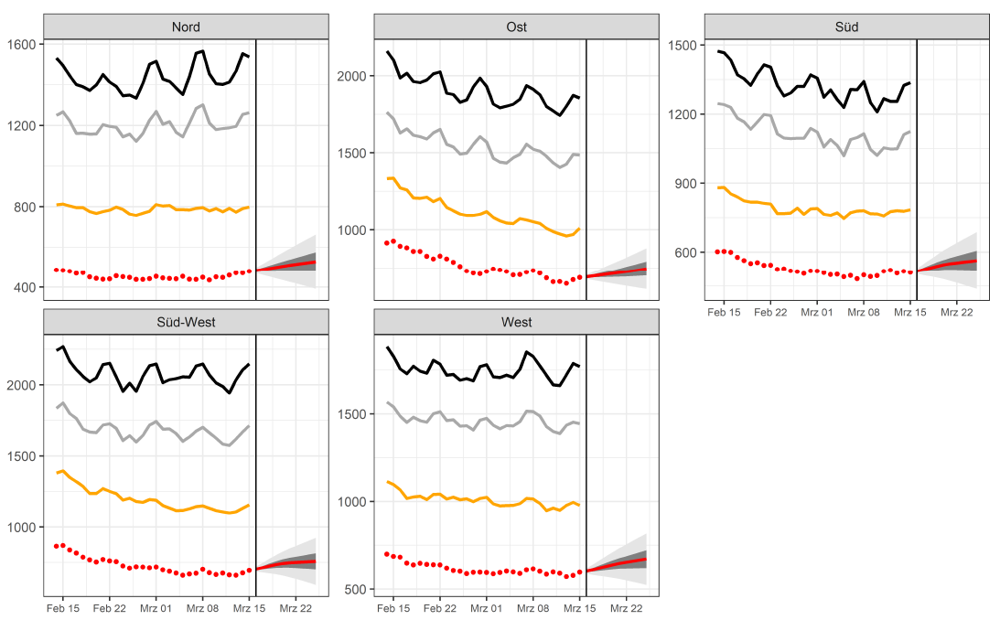 Nord
Ost
Süd
1600
1200
800
400
2000
1500
1000
1500
1200
900
600
Feb 15 Feb 22 Mrz 01 Mrz 08 Mrz 15 Mrz 22
Süd-West
West
2000
1500
1000
1500
1000
500
Feb 15 Feb 22 Mrz 01 Mrz 08 Mrz 15 Mrz 22
Feb 15 Feb 22 Mrz 01 Mrz 08 Mrz 15 Mrz 22